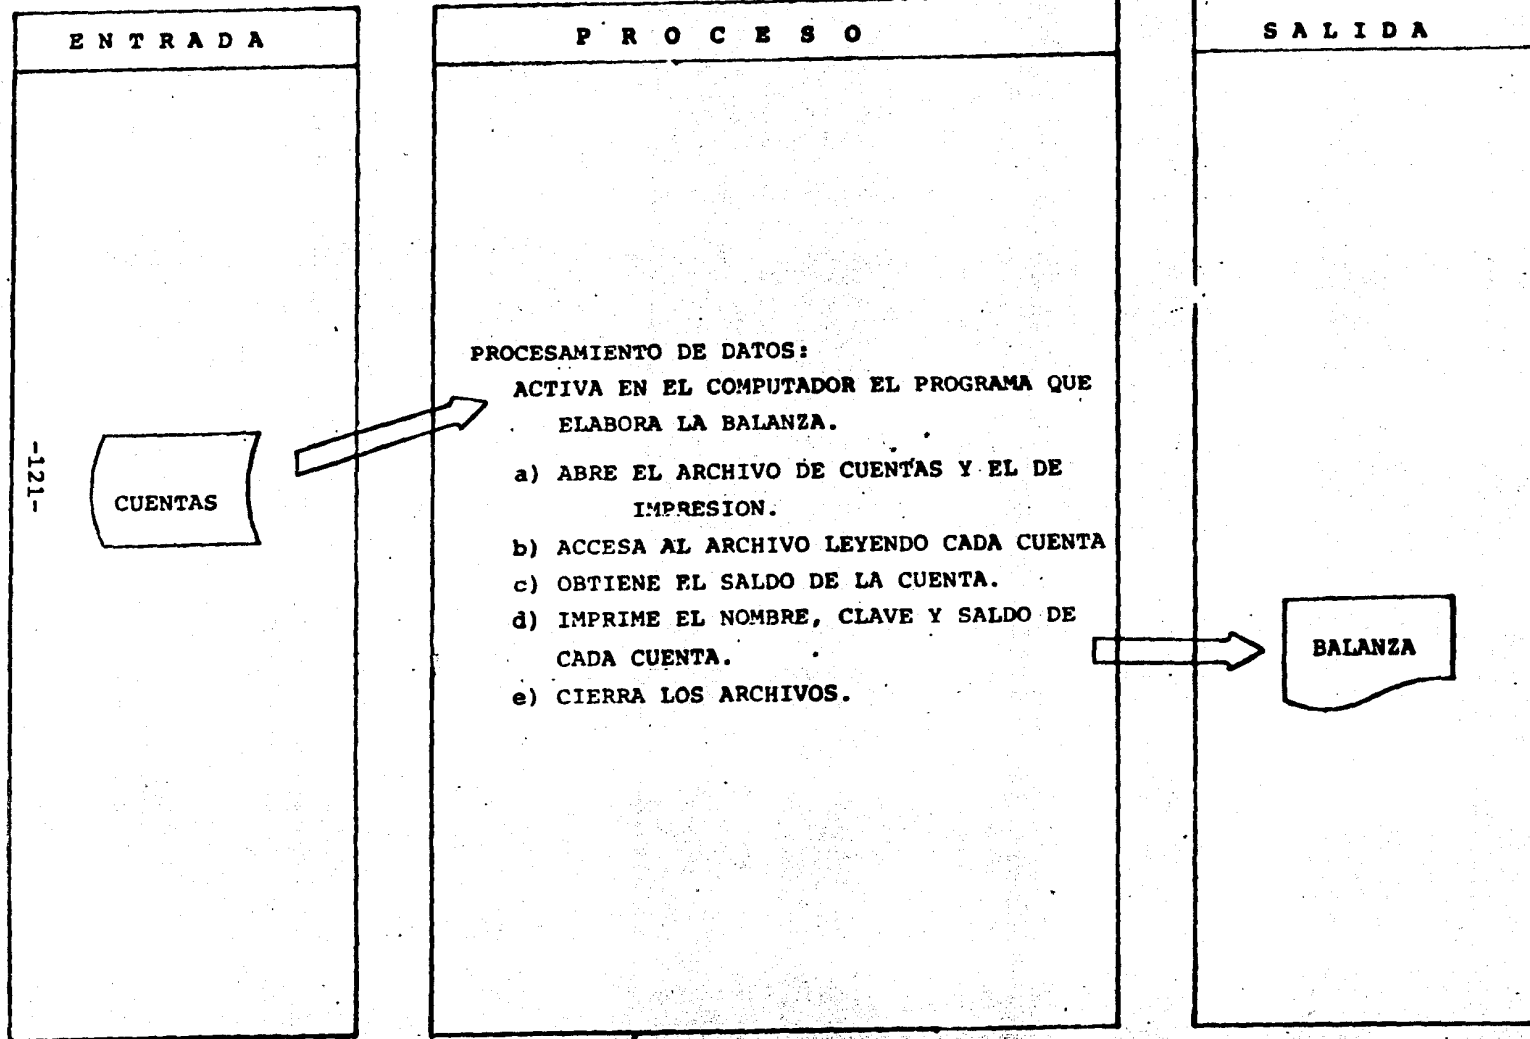 E N T R A D A
P R O C E S O
S A L I D A
PROCESAMIENTO DE DATOS:
ACTIVA EN EL COMPUTADOR EL PROGRAMA QUE
ELABORA LA BALANZA.
a) ABRE EL ARCHIVO DE CUENTAS Y EL DE
IMPRESION.
b) ACCESA AL ARCHIVO LEYENDO CADA CUENTA
c) OBTIENE EL SALDO DE LA CUENTA.
d) IMPRIME EL NOMBRE, CLAVE Y SALDO DE
CADA CUENTA.
e) CIERRA LOS ARCHIVOS.
CUENTAS
BALANZA
-121-